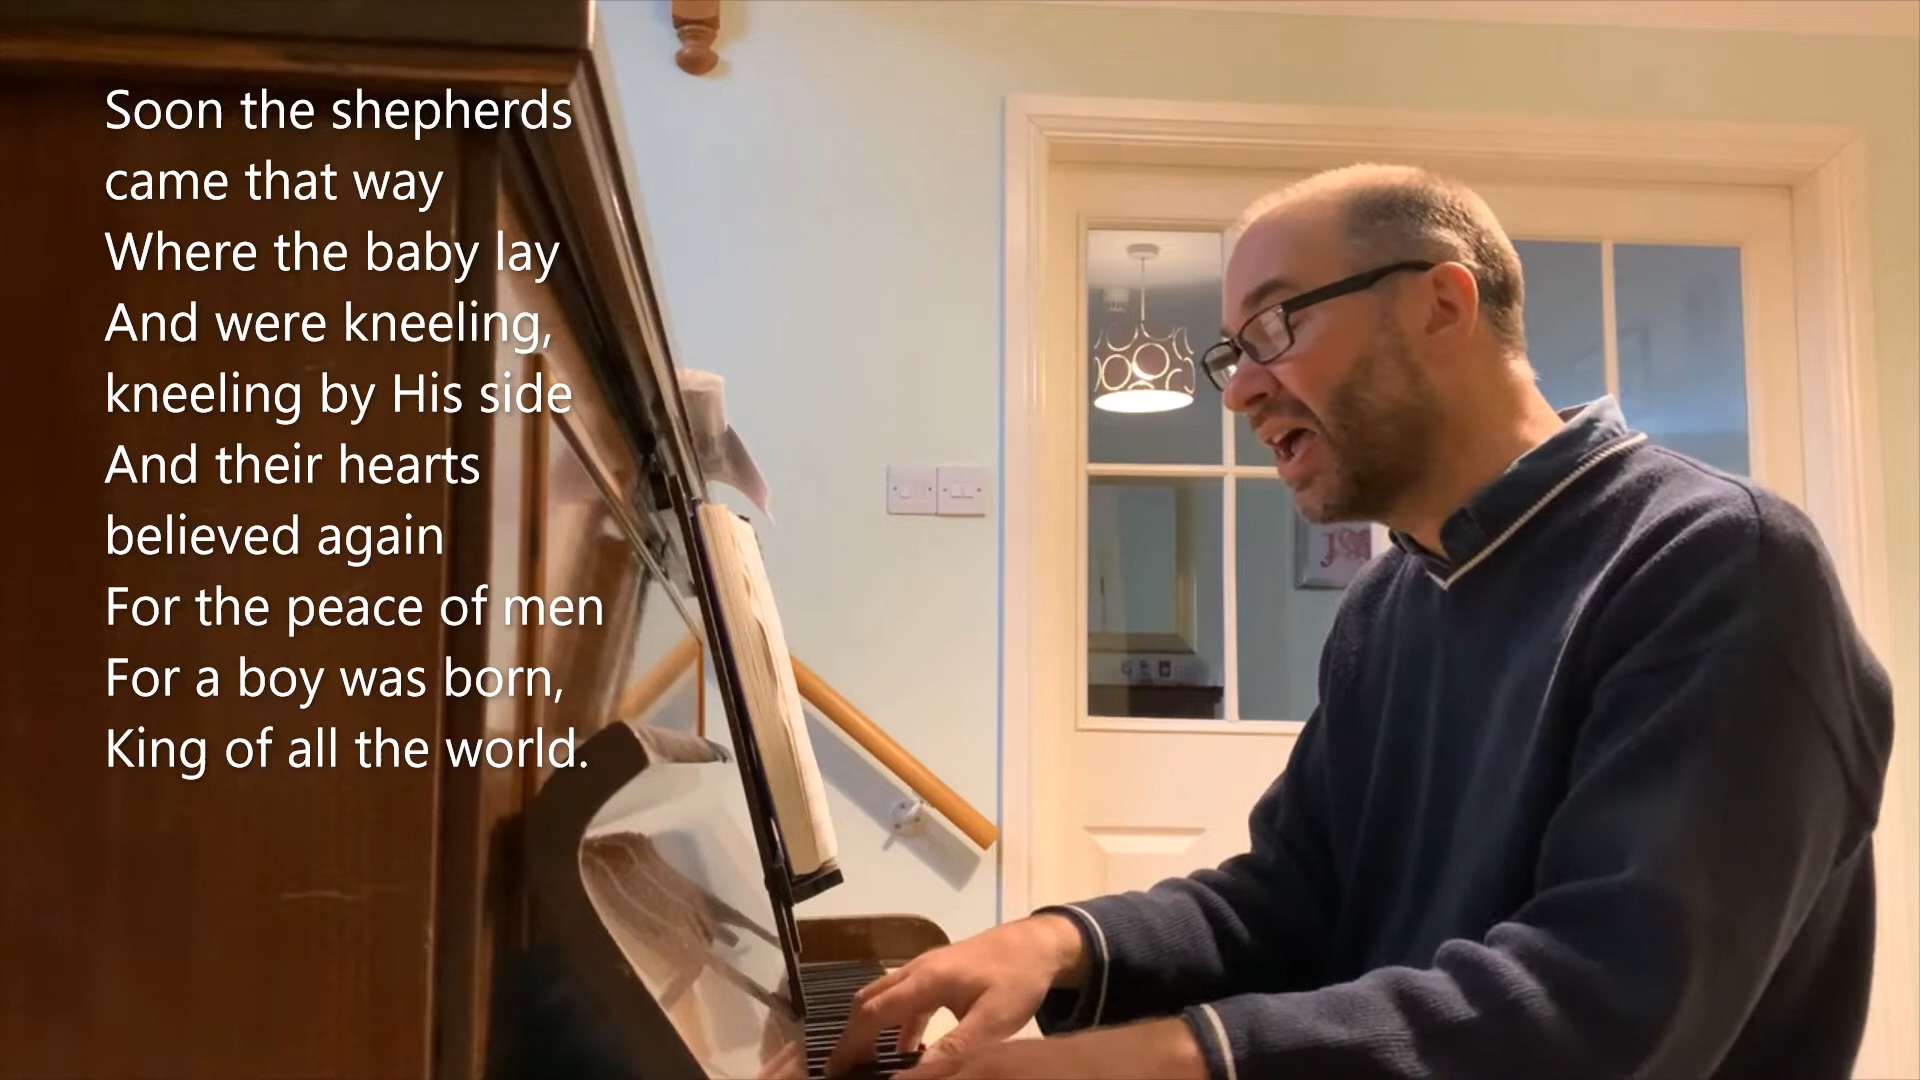 Soon the shepherds
came that way
Where the baby lay
And were kneeling,
kneeling by His side
And their hearts
believed again
For the peace of men
For a boy was born,
King of all the world.